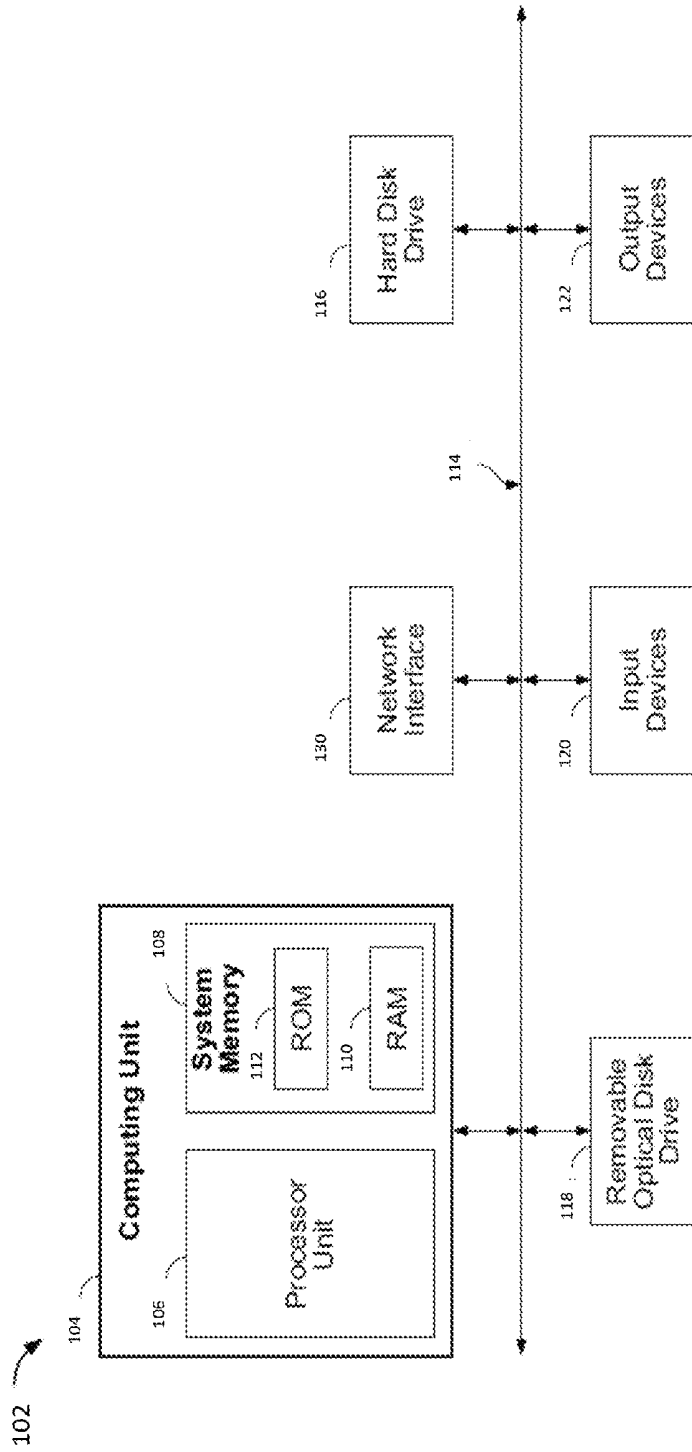 102
104
Computing Unit
106
Processor
Unit
108
System
Memory
112
ROM
110
RAM
130
Network
Interface
116
Hard Disk
Drive
114
118
Removable
Optical Disk
Drive
120
Input
Devices
122
Output
Devices